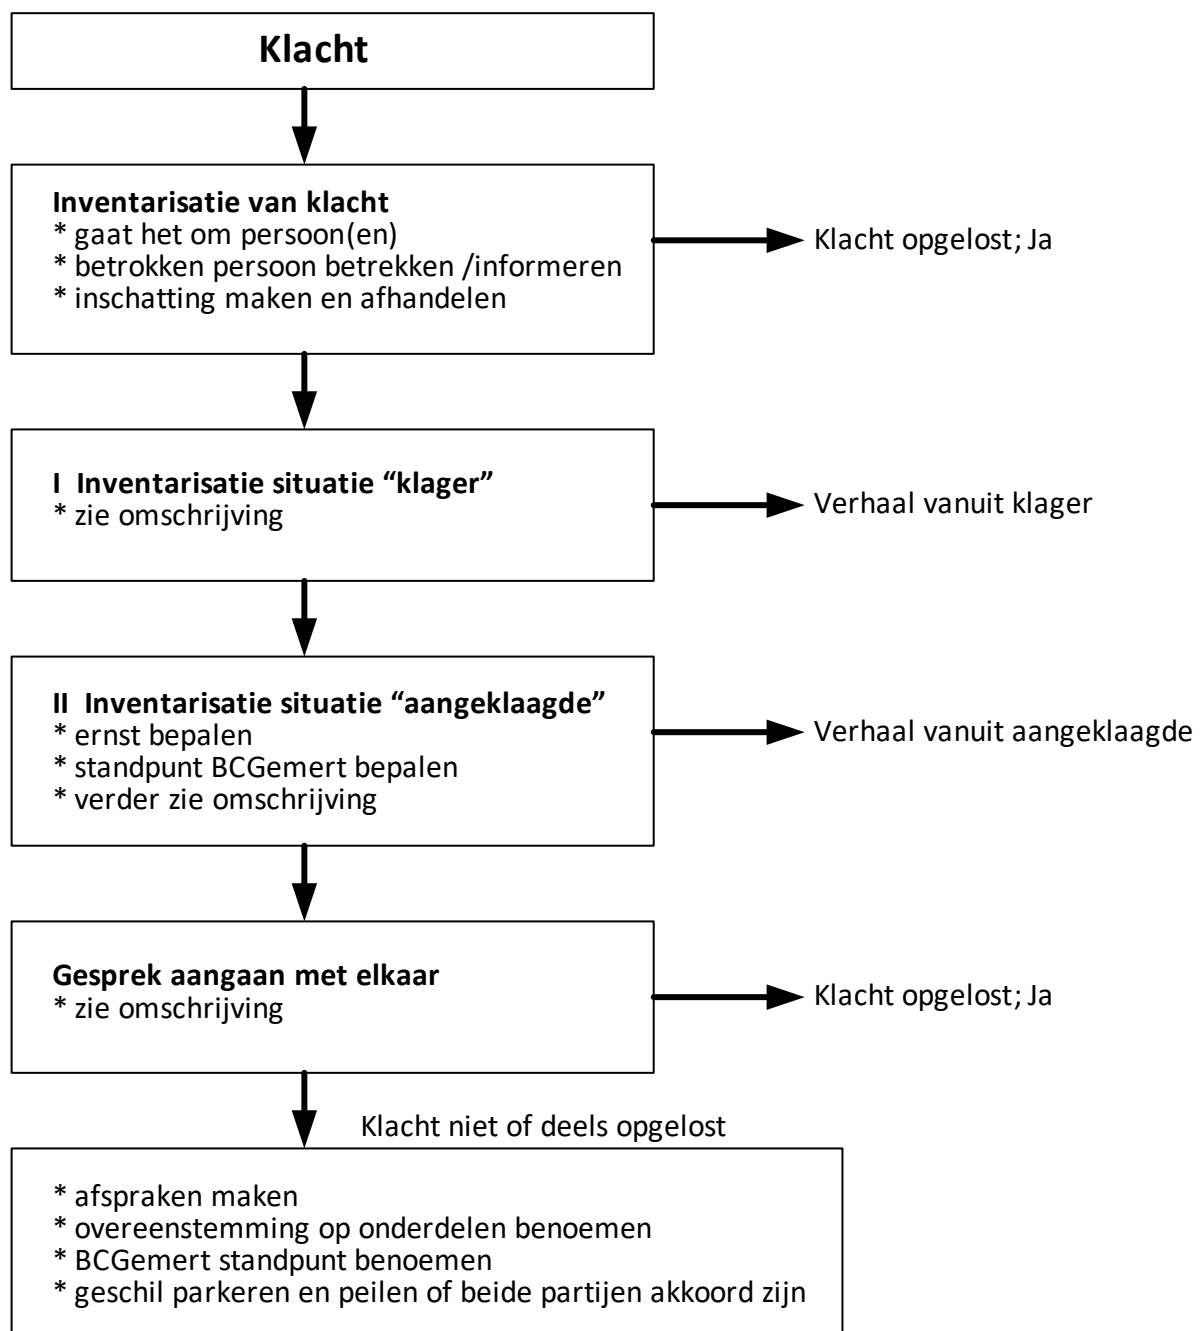 Klacht
Inventarisatie van klacht
* gaat het om persoon(en)
* betrokken persoon betrekken /informeren
* inschatting maken en afhandelen
Klacht opgelost; Ja
I  Inventarisatie situatie “klager”
* zie omschrijving
Verhaal vanuit klager
II  Inventarisatie situatie “aangeklaagde”
* ernst bepalen
* standpunt BCGemert bepalen
* verder zie omschrijving
Verhaal vanuit aangeklaagde
Gesprek aangaan met elkaar
* zie omschrijving
Klacht opgelost; Ja
Klacht niet of deels opgelost
* afspraken maken
* overeenstemming op onderdelen benoemen
* BCGemert standpunt benoemen
* geschil parkeren en peilen of beide partijen akkoord zijn